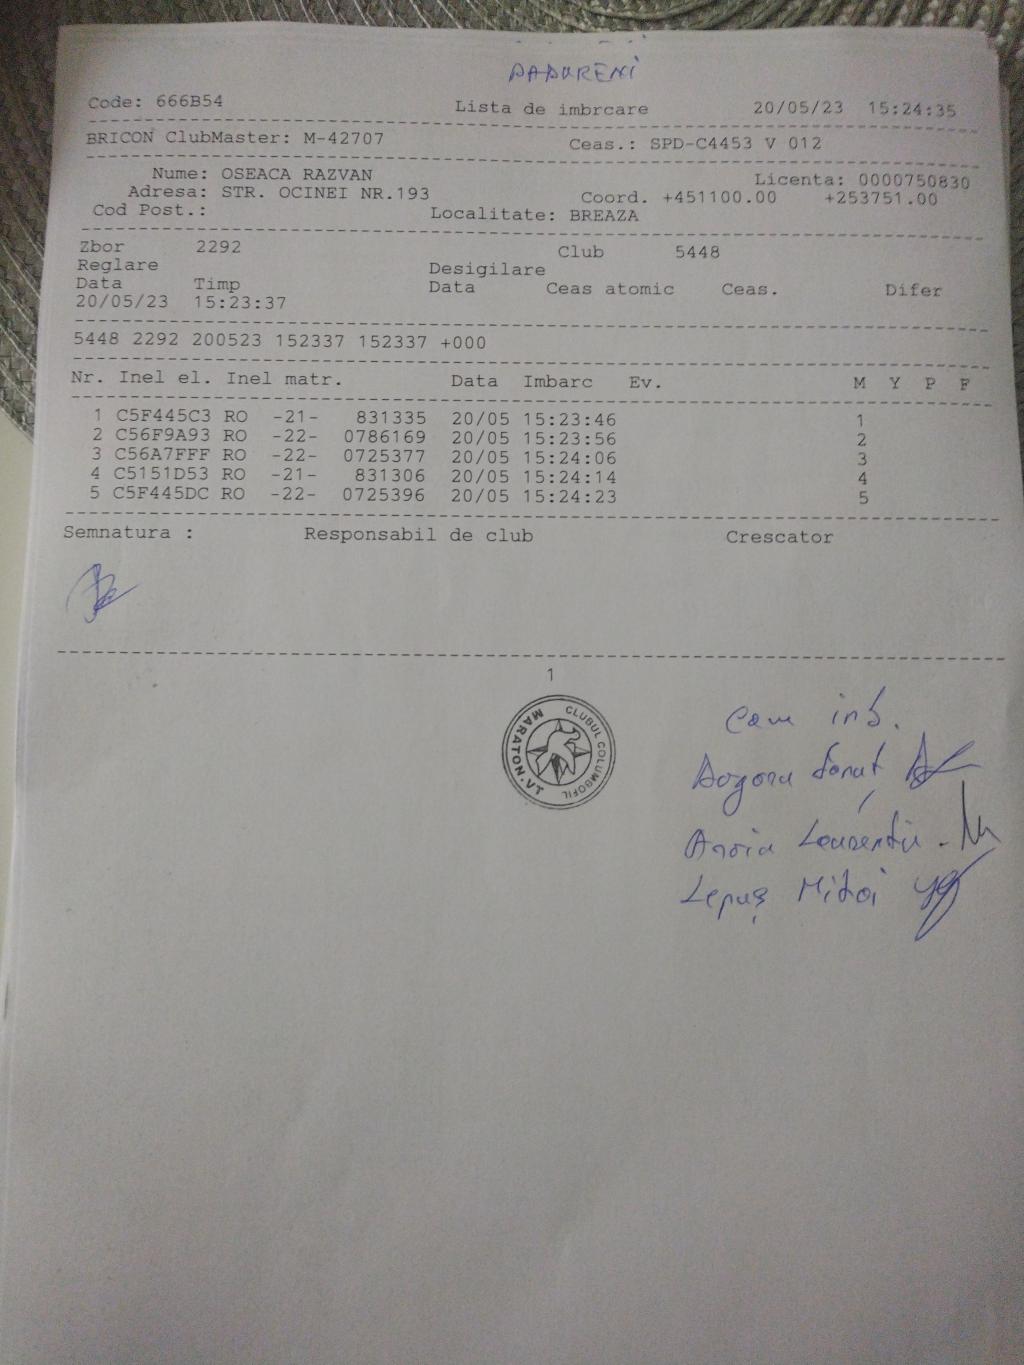 PADURENI
Code: 666B54 Lista de imbrcare 20/05/23 15:24:35
BRICON ClubMaster: M-42707 Ceas.: SPD-C4453 V 012
Nume: OSEACA RAZVAN Licenta: 0000750830
Adresa: STR. OCINEI NR.193 Coord. +451100.00 +253751.00
Cod Post.: Localitate: BREAZA
Zbor 2292 Club 5448
Reglare Desigilare
Data Timp Data Ceas atomic Ceas. Difer
20/05/23 15:23:37
5448 2292 200523 152337 152337 +000
Nr. Inel el. Inel matr. Data Imbarc Ev. M Y P F
1 C5F445C3 RO -21- 831335 20/05 15:23:46 1
2 C56F9A93 RO -22- 0786169 20/05 15:23:56 2
3 C56A7FFF RO -22- 0725377 20/05 15:24:06 3
4 C5151D53 RO -21- 831306 20/05 15:24:14 4
5 C5F445DC RO -22- 0725396 20/05 15:24:23 5
Semnatura : Responsabil de club Crescator
1
CLUBUL COLUMBOFIL
MARATON-VT
Com imb.
Ionut
Laurentiu
Lepuș Mihai